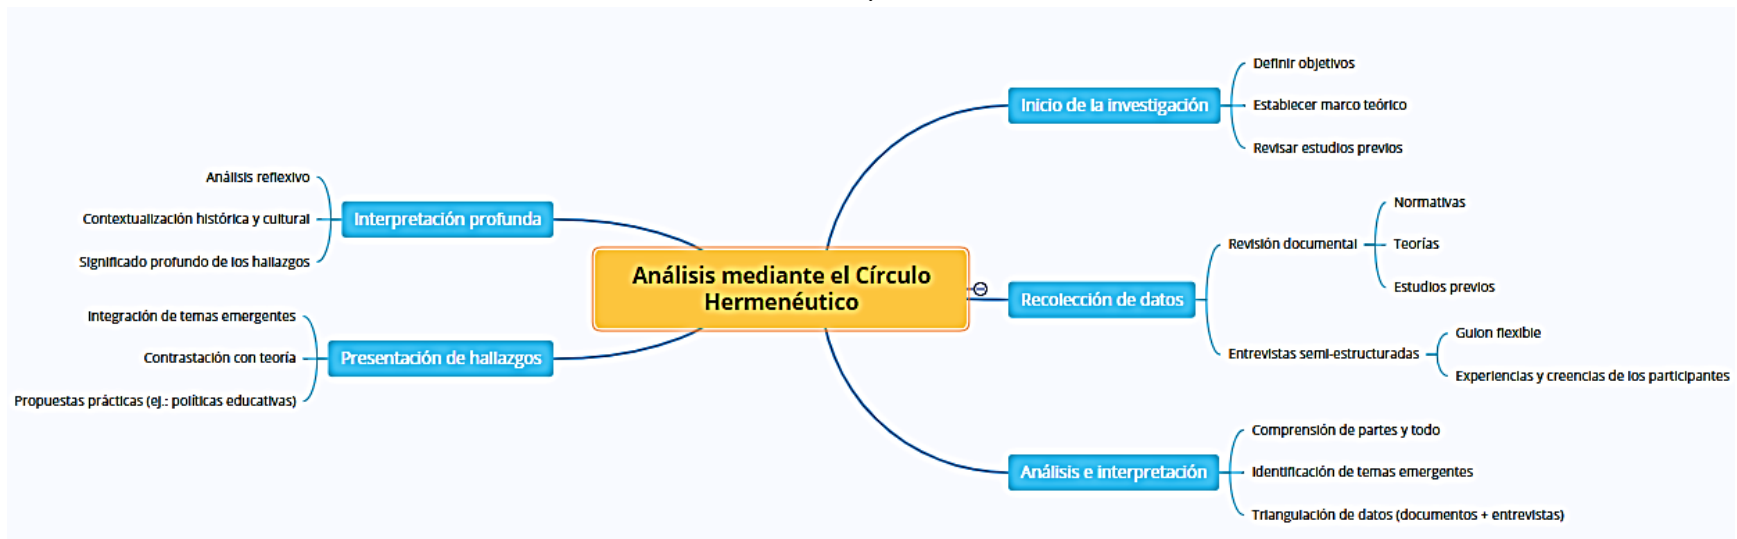 Análisis mediante el Círculo
Hermenéutico
Inicio de la investigación
Definir objetivos
Establecer marco teórico
Revisar estudios previos
Recolección de datos
Revisión documental
Normativas
Teorías
Estudios previos
Entrevistas semi-estructuradas
Guion flexible
Experiencias y creencias de los participantes
Análisis e interpretación
Comprensión de partes y todo
Identificación de temas emergentes
Triangulación de datos (documentos + entrevistas)
Interpretación profunda
Análisis reflexivo
Contextualización histórica y cultural
Significado profundo de los hallazgos
Presentación de hallazgos
Integración de temas emergentes
Contrastación con teoría
Propuestas prácticas (ej.: políticas educativas)